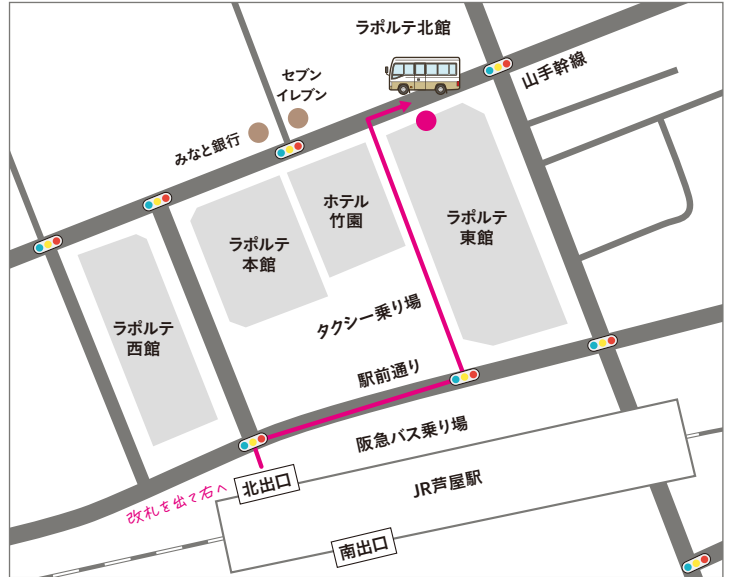 ラポルテ北館
山手幹線
セブン
イレブン
みなと銀行
ホテル
竹園
ラポルテ
東館
ラポルテ
本館
ラポルテ
西館
タクシー乗り場
駅前通り
阪急バス乗り場
改札を出て右へ
北出口
JR芦屋駅
南出口